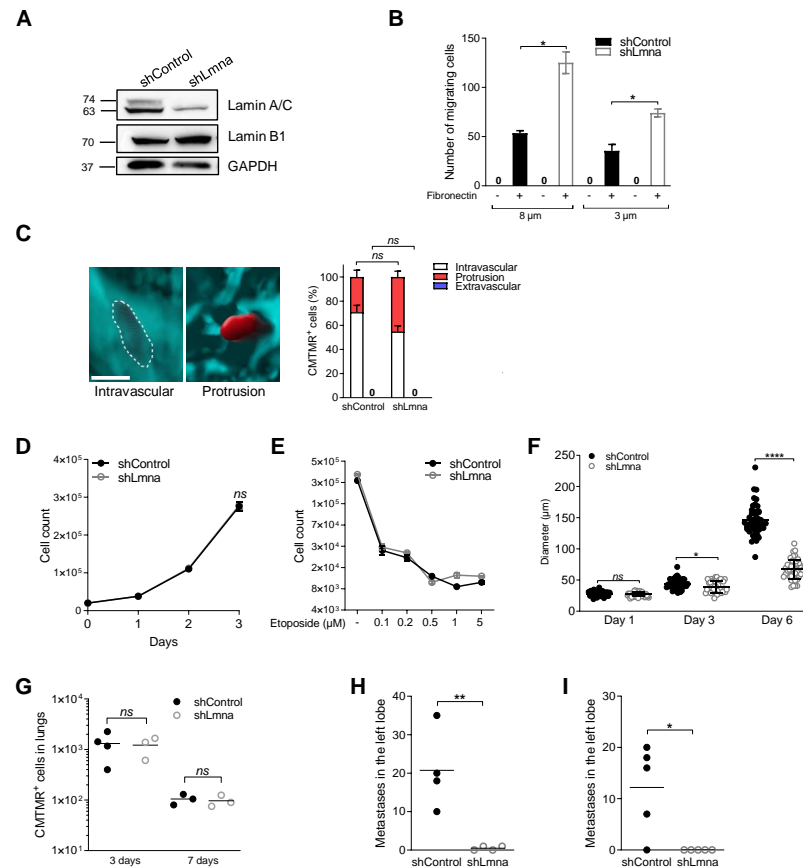 A
shControl
shLmna
74
63
Lamin A/C
70
Lamin B1
37
GAPDH
B
Number of migrating cells
150
100
50
0
shControl
shLmna
*
*
0 0 0 0
Fibronectin - + - + - + - +
8 µm 3 µm
C
Intravascular Protrusion
CMTMR+ cells (%)
100
80
60
40
20
0
ns
ns
Intravascular
Protrusion
Extravascular
0 0
shControl shLmna
D
Cell count
4×10⁵
3×10⁵
2×10⁵
1×10⁵
0
shControl
shLmna
ns
0 1 2 3
Days
E
Cell count
5×10⁵
3×10⁵
1×10⁵
7×10⁴
3×10⁴
2×10⁴
8×10³
4×10³
shControl
shLmna
Etoposide (µM) - 0.1 0.2 0.5 1 5
F
Diameter (µm)
250
200
150
100
50
0
shControl
shLmna
ns
*
****
Day 1 Day 3 Day 6
G
CMTMR+ cells in lungs
1×10⁴
1×10³
1×10²
1×10¹
shControl
shLmna
ns
ns
3 days 7 days
H
Metastases in the left lobe
40
30
20
10
0
**
shControl shLmna
I
Metastases in the left lobe
30
20
10
0
*
shControl shLmna